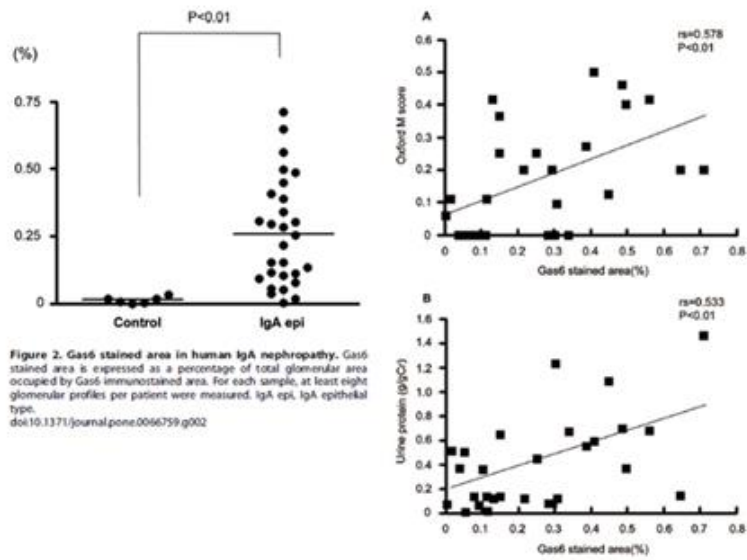 P<0.01
(%)
0.75
0.50
0.25
0
Control IgA epi
Figure 2. Gas6 stained area in human IgA nephropathy. Gas6
stained area is expressed as a percentage of total glomerular area
occupied by Gas6 immunostained area. For each sample, at least eight
glomerular profiles per patient were measured. IgA epi, IgA epithelial
type.
doi:10.1371/journal.pone.0066759.g002
A
rs=0.578
P<0.01
Oxford M score
0.6
0.5
0.4
0.3
0.2
0.1
0
0 0.1 0.2 0.3 0.4 0.5 0.6 0.7 0.8
Gas6 stained area(%)
B
rs=0.533
P<0.01
Urine protein (g/gCr)
1.6
1.4
1.2
1.0
0.8
0.6
0.4
0.2
0
0 0.1 0.2 0.3 0.4 0.5 0.6 0.7 0.8
Gas6 stained area(%)